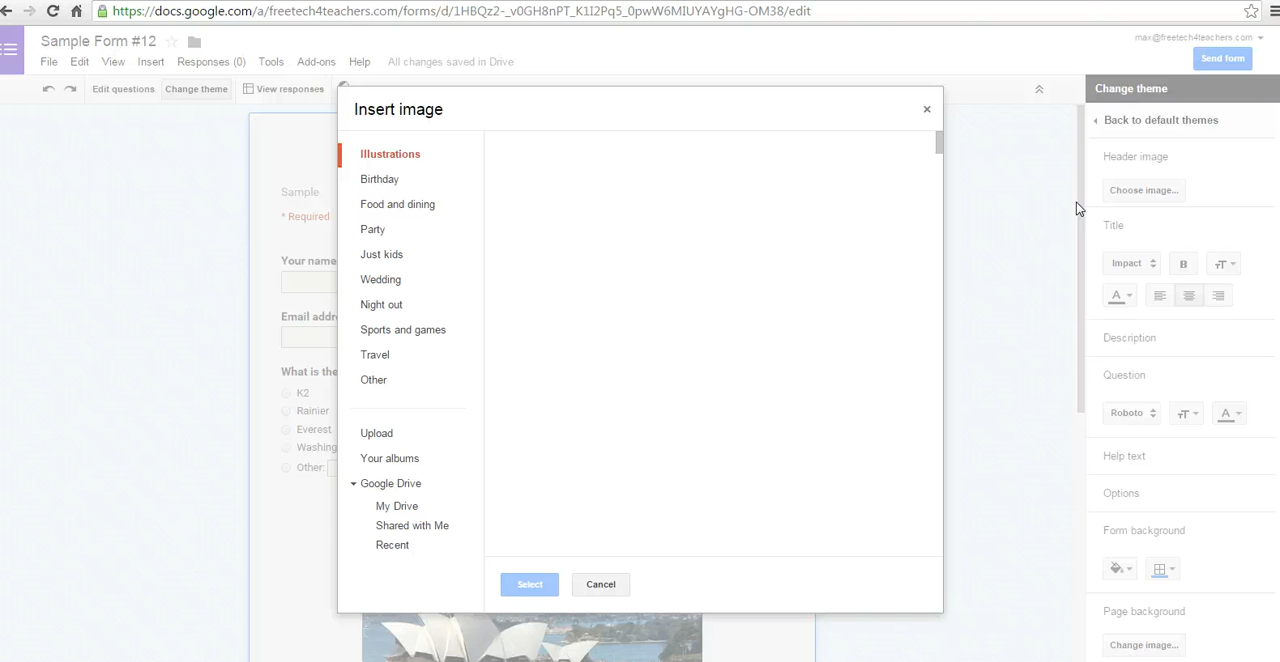 https://docs.google.com/a/freetech4teachers.com/forms/d/1HBQz2-_v0GH8nPT_K1I2Pq5_0pwW6MIUYAYgHG-OM38/edit
Sample Form #12
max@freetech4teachers.com
File Edit View Insert Responses (0) Tools Add-ons Help All changes saved in Drive
Send form
Edit questions Change theme View responses
Change theme
Insert image
×
Back to default themes
Illustrations
Birthday
Food and dining
Party
Just kids
Wedding
Night out
Sports and games
Travel
Other
Upload
Your albums
Google Drive
My Drive
Shared with Me
Recent
Select Cancel
Sample
* Required
Your name
Email addr
What is the
K2
Rainier
Everest
Washing
Other:
Header image
Choose image...
Title
Impact B TT
A
Description
Question
Roboto TT A
Help text
Options
Form background
Page background
Change image...